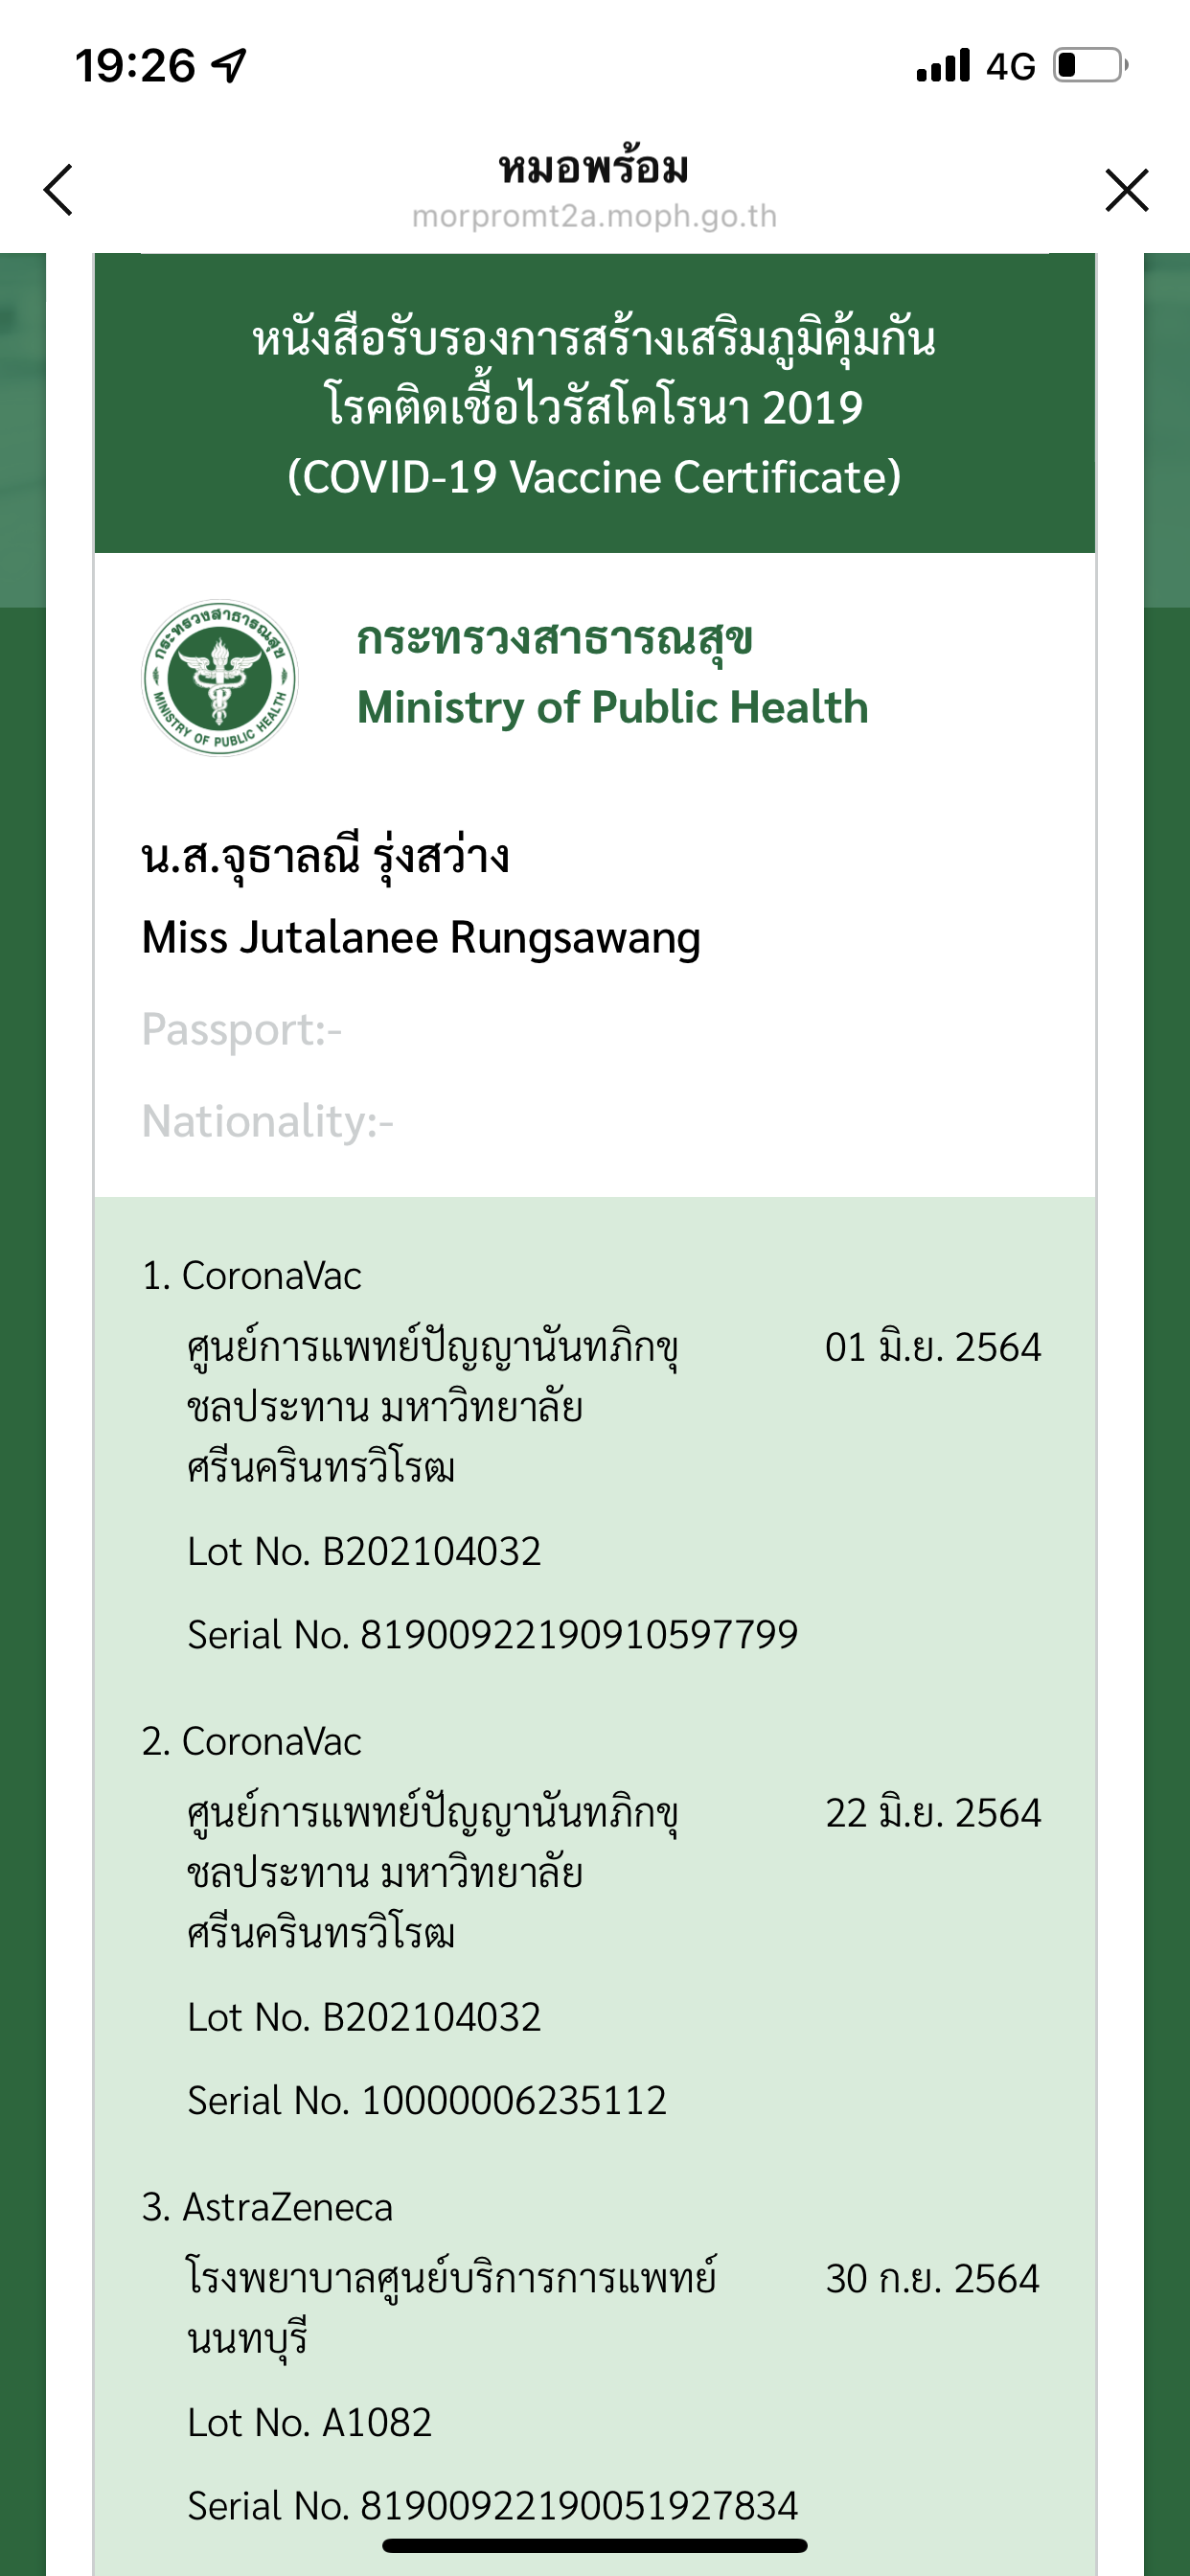 19:26
4G
หมอพร้อม
morpromt2a.moph.go.th
หนังสือรับรองการสร้างเสริมภูมิคุ้มกัน
โรคติดเชื้อไวรัสโคโรนา 2019
(COVID-19 Vaccine Certificate)
กระทรวงสาธารณสุข
MINISTRY OF PUBLIC HEALTH
กระทรวงสาธารณสุข
Ministry of Public Health
น.ส.จุธาลณี รุ่งสว่าง
Miss Jutalanee Rungsawang
Passport:-
Nationality:-
1. CoronaVac
ศูนย์การแพทย์ปัญญานันทภิกขุ 01 มิ.ย. 2564
ชลประทาน มหาวิทยาลัย
ศรีนครินทรวิโรฒ
Lot No. B202104032
Serial No. 81900922190910597799
2. CoronaVac
ศูนย์การแพทย์ปัญญานันทภิกขุ 22 มิ.ย. 2564
ชลประทาน มหาวิทยาลัย
ศรีนครินทรวิโรฒ
Lot No. B202104032
Serial No. 10000006235112
3. AstraZeneca
โรงพยาบาลศูนย์บริการการแพทย์ 30 ก.ย. 2564
นนทบุรี
Lot No. A1082
Serial No. 81900922190051927834